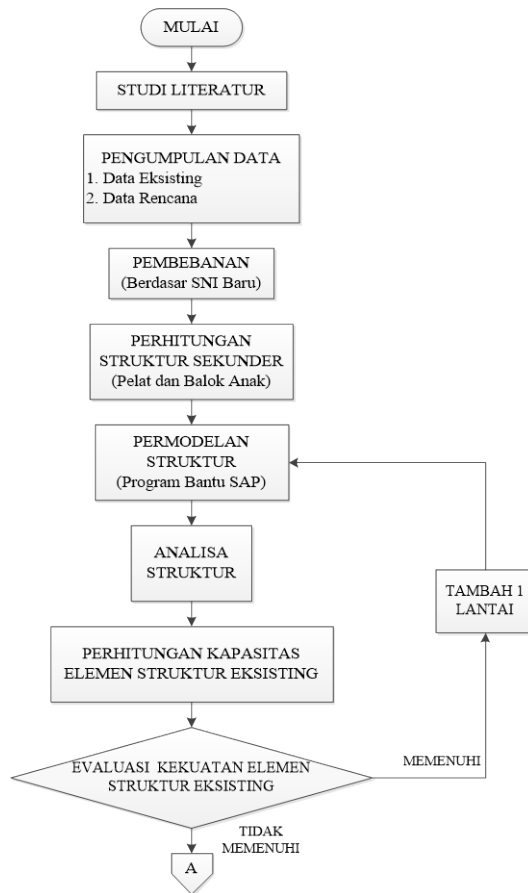 MULAI
STUDI LITERATUR
PENGUMPULAN DATA
1. Data Eksisting
2. Data Rencana
PEMBEBANAN
(Berdasar SNI Baru)
PERHITUNGAN
STRUKTUR SEKUNDER
(Pelat dan Balok Anak)
PERMODELAN
STRUKTUR
(Program Bantu SAP)
ANALISA
STRUKTUR
TAMBAH 1
LANTAI
PERHITUNGAN KAPASITAS
ELEMEN STRUKTUR EKSISTING
EVALUASI KEKUATAN ELEMEN
STRUKTUR EKSISTING
MEMENUHI
TIDAK
MEMENUHI
A